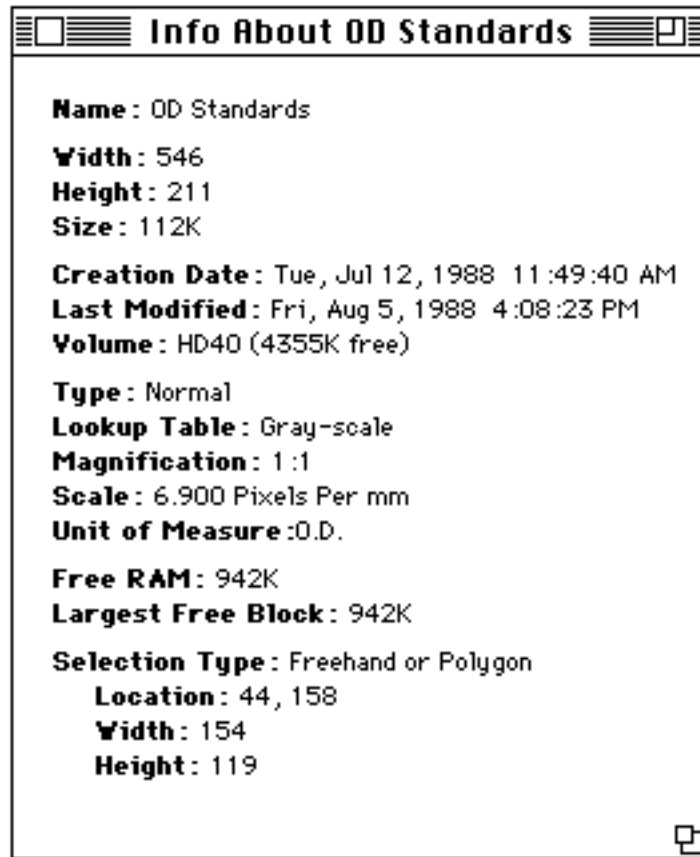 Info About OD Standards
Name: OD Standards
Width: 546
Height: 211
Size: 112K
Creation Date: Tue, Jul 12, 1988 11:49:40 AM
Last Modified: Fri, Aug 5, 1988 4:08:23 PM
Volume: HD40 (4355K free)
Type: Normal
Lookup Table: Gray-scale
Magnification: 1:1
Scale: 6.900 Pixels Per mm
Unit of Measure:O.D.
Free RAM: 942K
Largest Free Block: 942K
Selection Type: Freehand or Polygon
Location: 44, 158
Width: 154
Height: 119